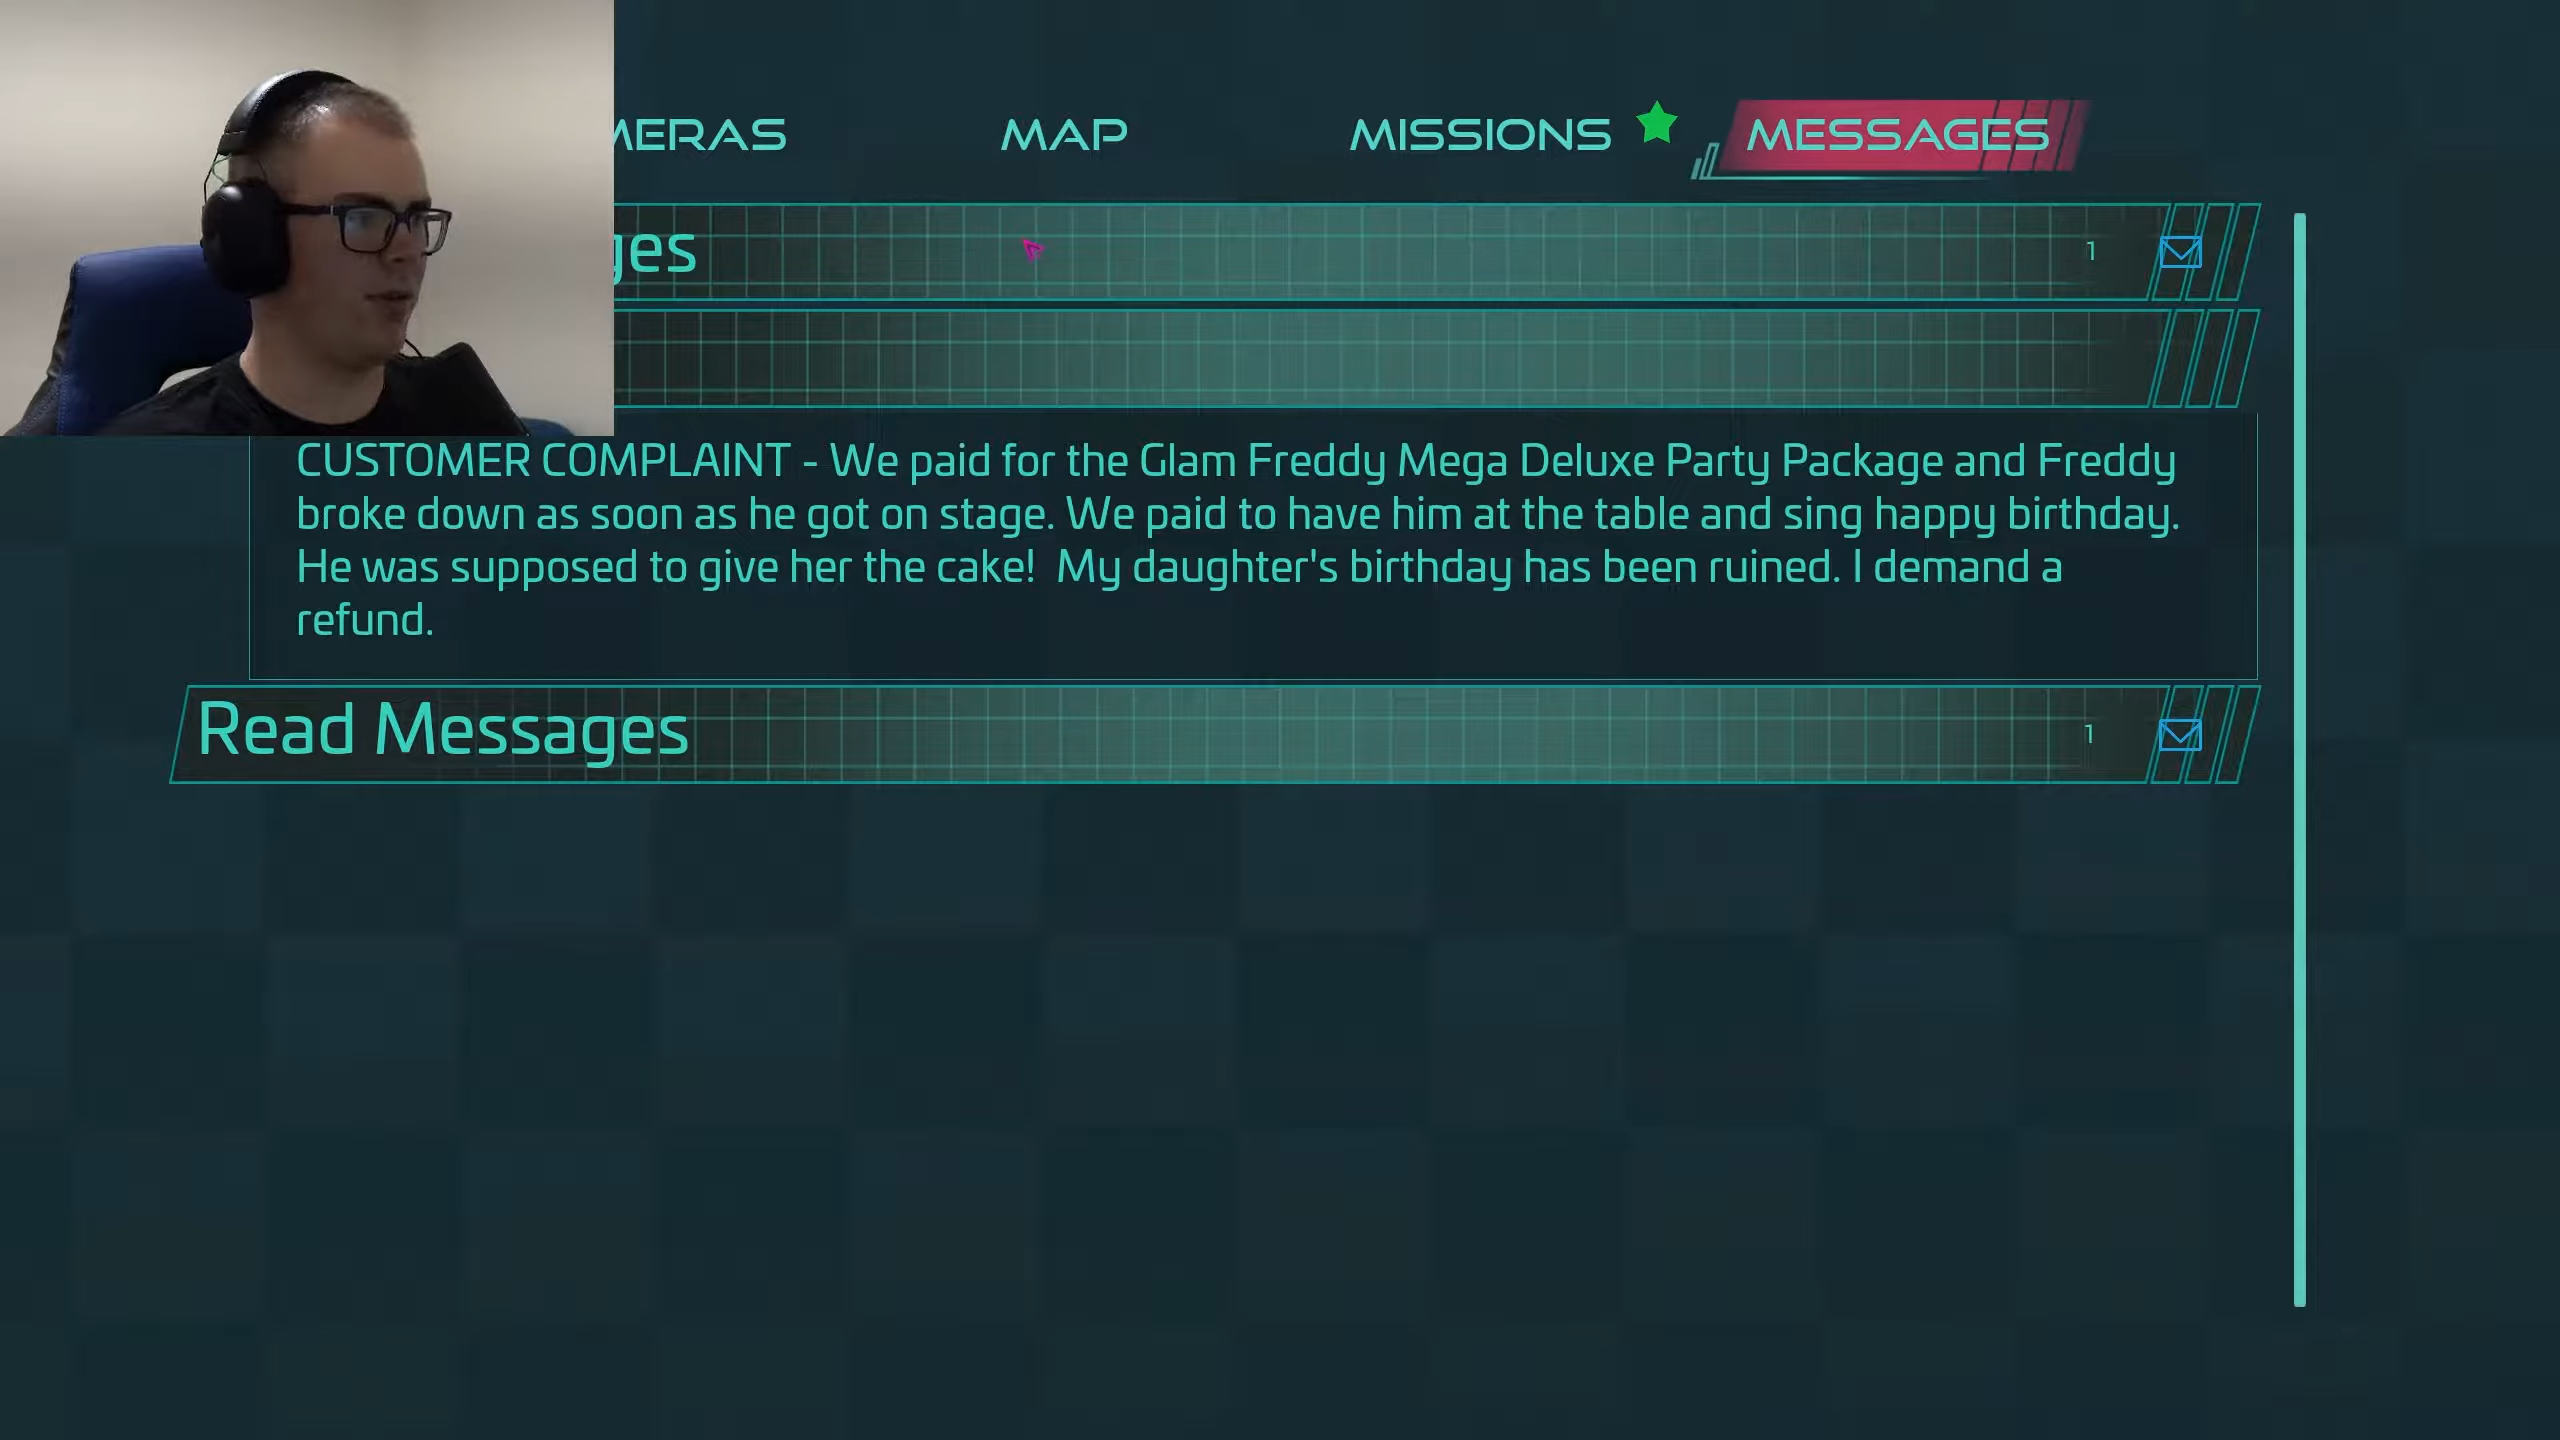 MAP
MISSIONS
MESSAGES
1
CUSTOMER COMPLAINT - We paid for the Glam Freddy Mega Deluxe Party Package and Freddy
broke down as soon as he got on stage. We paid to have him at the table and sing happy birthday.
He was supposed to give her the cake!  My daughter's birthday has been ruined. I demand a
refund.
Read Messages
1